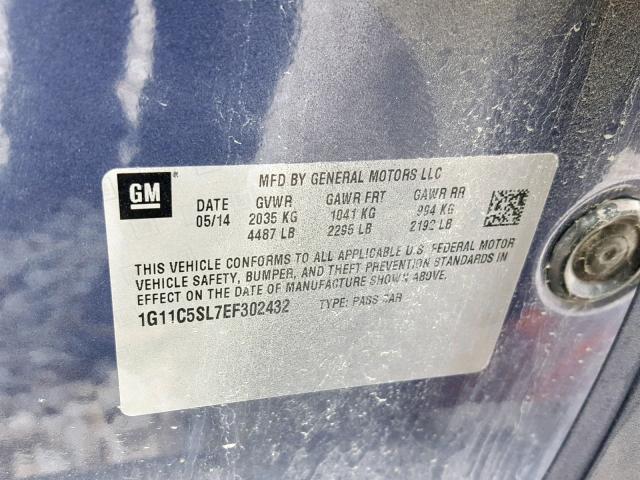 GM
MFD BY GENERAL MOTORS LLC
DATE GVWR GAWR FRT GAWR RR
05/14 2035 KG 1041 KG 994 KG
4487 LB 2295 LB 2192 LB
THIS VEHICLE CONFORMS TO ALL APPLICABLE U.S. FEDERAL MOTOR
VEHICLE SAFETY, BUMPER, AND THEFT PREVENTION STANDARDS IN
EFFECT ON THE DATE OF MANUFACTURE SHOWN ABOVE.
1G11C5SL7EF302432 TYPE: PASS CAR